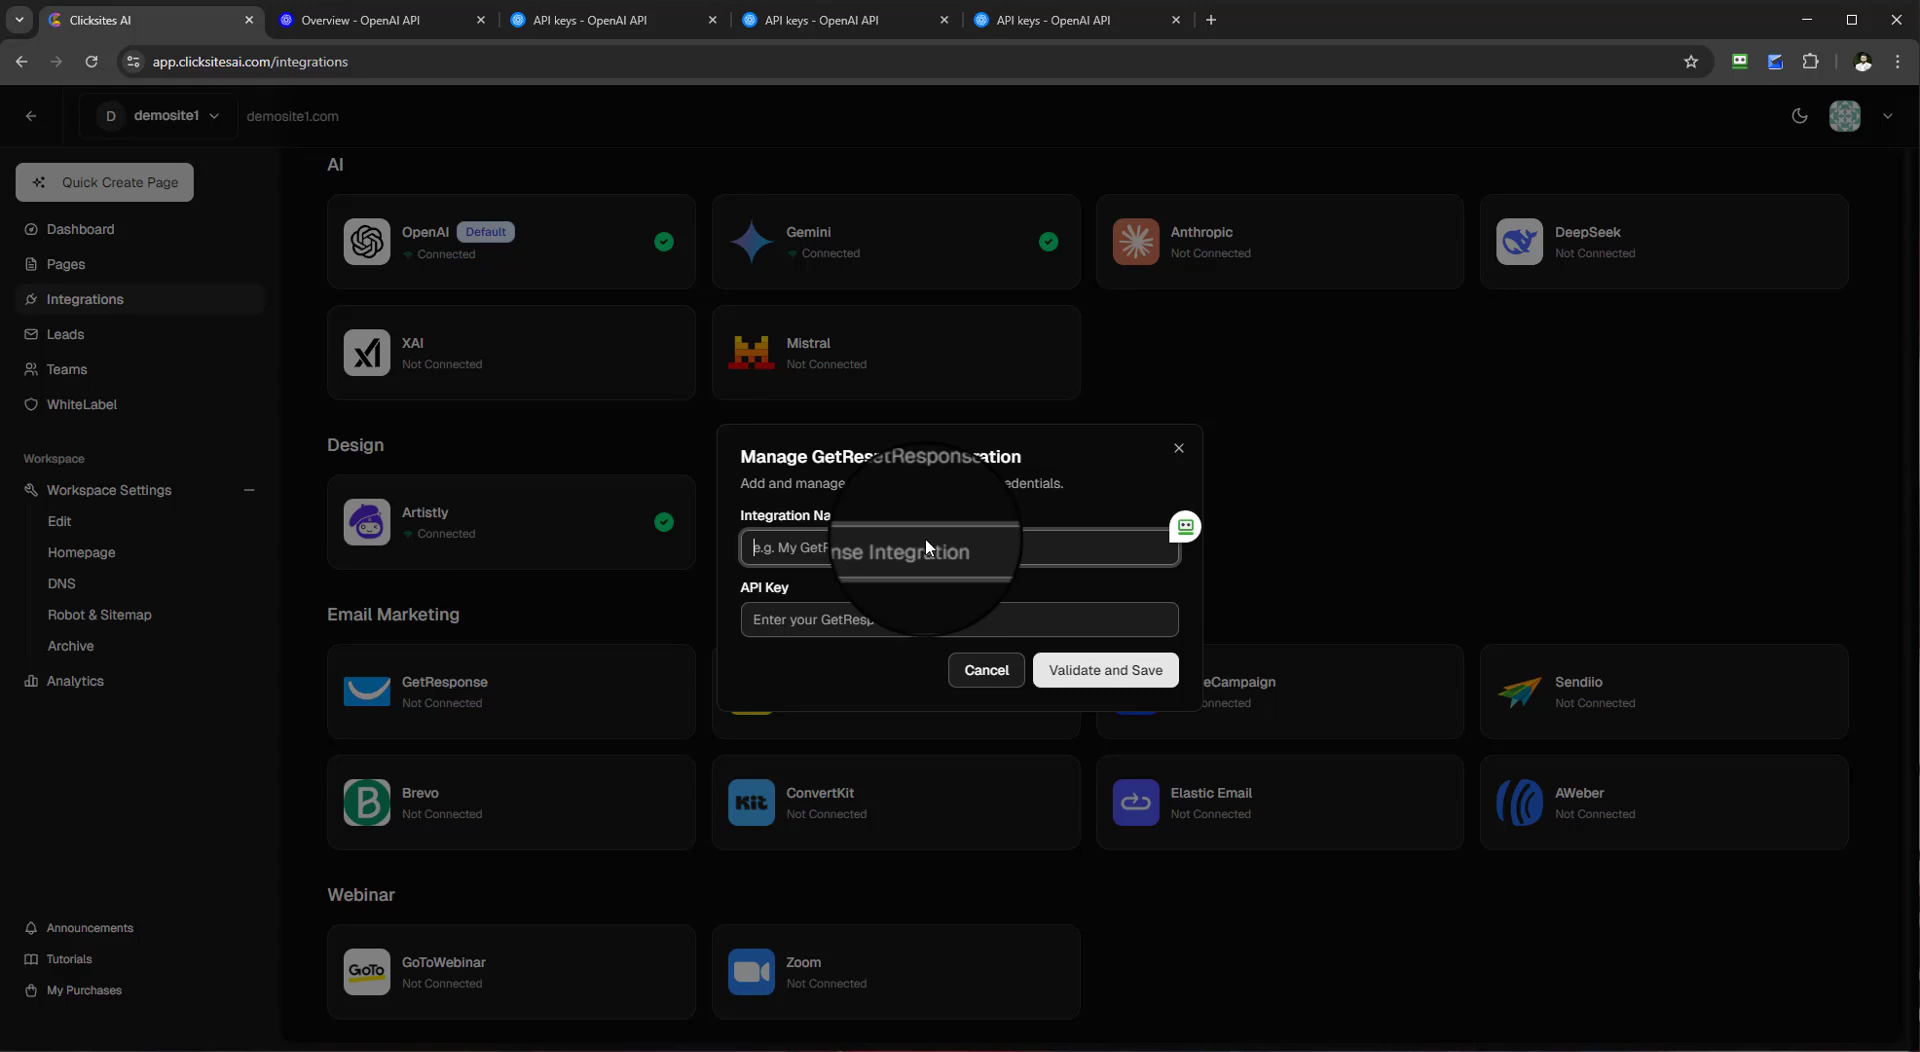 Clicksites AI
Overview - OpenAI API
API keys - OpenAI API
API keys - OpenAI API
API keys - OpenAI API
app.clicksitesai.com/integrations
D
demosite1
demosite1.com
Quick Create Page
Dashboard
Pages
Integrations
Leads
Teams
WhiteLabel
Workspace
Workspace Settings
Edit
Homepage
DNS
Robot & Sitemap
Archive
Analytics
Announcements
Tutorials
My Purchases
AI
OpenAI Default
Connected
Gemini
Connected
Anthropic
Not Connected
DeepSeek
Not Connected
XAI
Not Connected
Mistral
Not Connected
Design
Artistly
Connected
Email Marketing
GetResponse
Not Connected
eCampaign
onnected
Sendiio
Not Connected
B
Brevo
Not Connected
Kit
ConvertKit
Not Connected
Elastic Email
Not Connected
AWeber
Not Connected
Webinar
GoTo
GoToWebinar
Not Connected
Zoom
Not Connected
Manage GetResetResponseration
Add and manage edentials.
Integration Na
e.g. My GetR nse Integration
API Key
Enter your GetResp
Cancel
Validate and Save